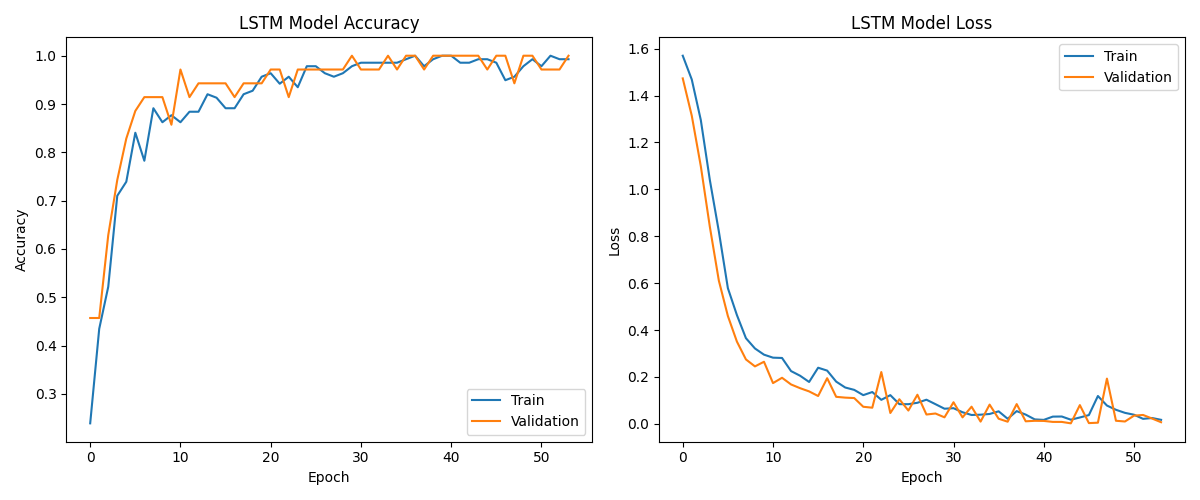 LSTM Model Accuracy
1.0
0.9
0.8
0.7
0.6
0.5
0.4
0.3
Accuracy
0 10 20 30 40 50
Epoch
Train
Validation
LSTM Model Loss
1.6
1.4
1.2
1.0
0.8
0.6
0.4
0.2
0.0
Loss
0 10 20 30 40 50
Epoch
Train
Validation